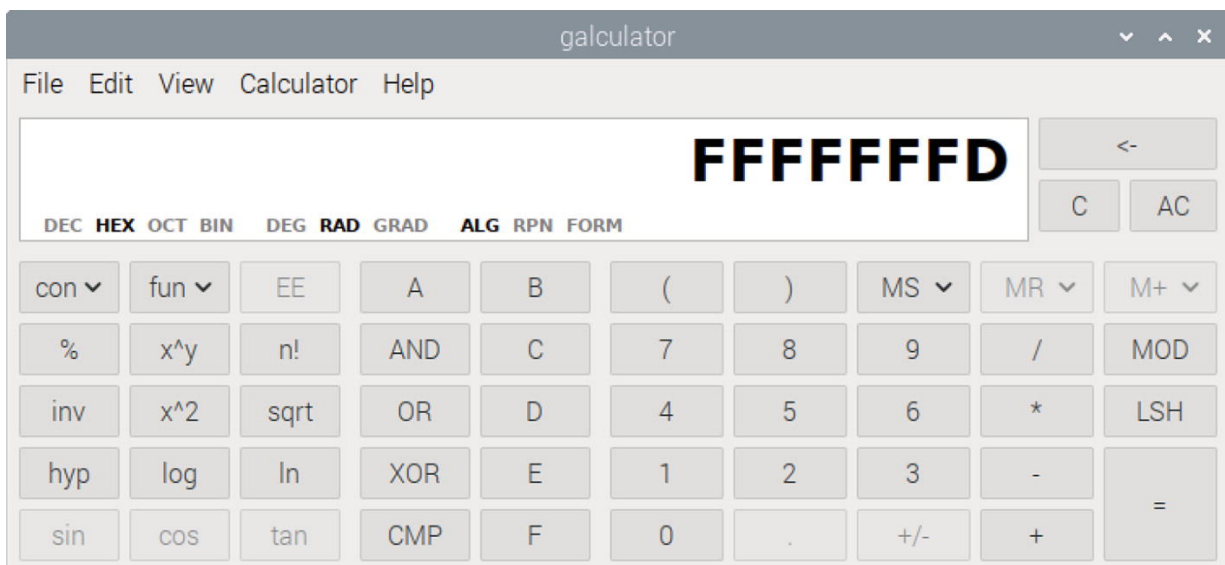 galculator
File Edit View Calculator Help
FFFFFFFD
<-
DEC HEX OCT BIN DEG RAD GRAD ALG RPN FORM
C AC
con fun EE A B ( ) MS MR M+
% x^y n! AND C 7 8 9 / MOD
inv x^2 sqrt OR D 4 5 6 * LSH
hyp log ln XOR E 1 2 3 - =
sin cos tan CMP F 0 . +/- +